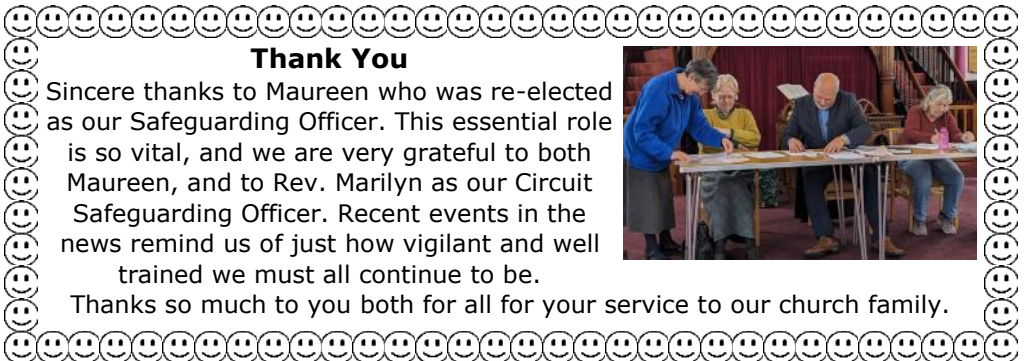 Thank You
Sincere thanks to Maureen who was re-elected
as our Safeguarding Officer. This essential role
is so vital, and we are very grateful to both
Maureen, and to Rev. Marilyn as our Circuit
Safeguarding Officer. Recent events in the
news remind us of just how vigilant and well
trained we must all continue to be.
Thanks so much to you both for all for your service to our church family.